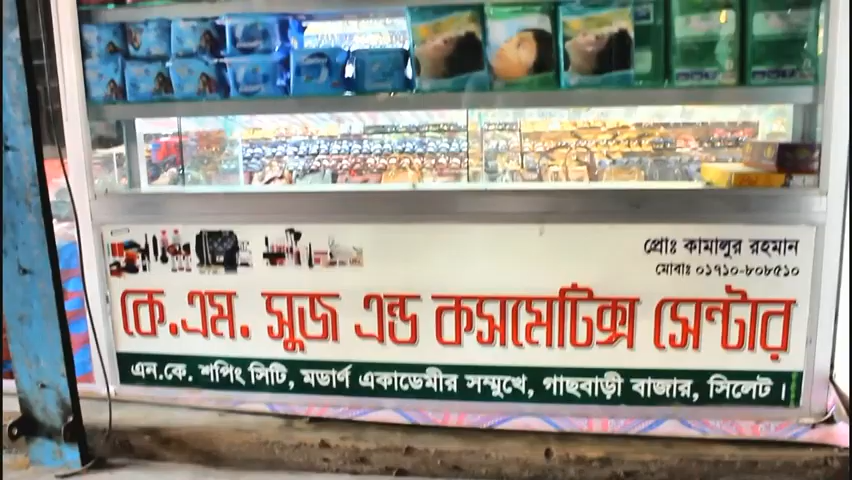 প্রোঃ কামালুর রহমান
মোবাঃ ০১৭১০-৮০৮৫১০
কে.এম. সুজ এন্ড কসমেটিক্স সেন্টার
এন.কে. শপিং সিটি, মডার্ণ একাডেমীর সম্মুখে, গাছবাড়ী বাজার, সিলেট।